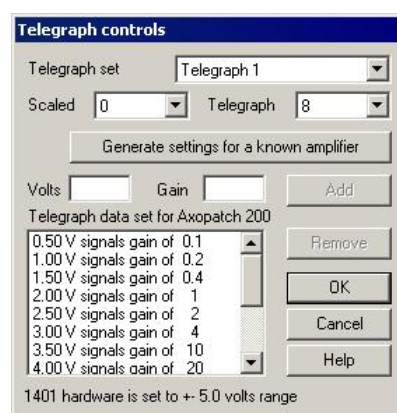 Telegraph controls
Telegraph set Telegraph 1
Scaled 0 Telegraph 8
Generate settings for a known amplifier
Volts Gain Add
Telegraph data set for Axopatch 200
0.50 V signals gain of 0.1
1.00 V signals gain of 0.2
1.50 V signals gain of 0.4
2.00 V signals gain of 1
2.50 V signals gain of 2
3.00 V signals gain of 4
3.50 V signals gain of 10
4.00 V signals gain of 20
Remove
OK
Cancel
Help
1401 hardware is set to +- 5.0 volts range